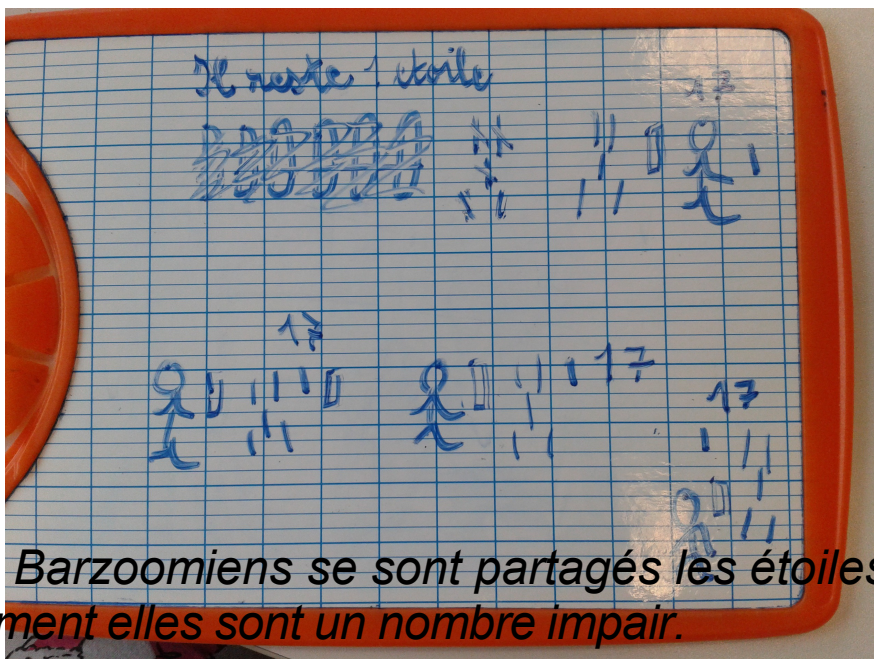 Il reste 1 étoile
17
17
17
17
Barzoomiens se sont partagés les étoiles
ment elles sont un nombre impair.